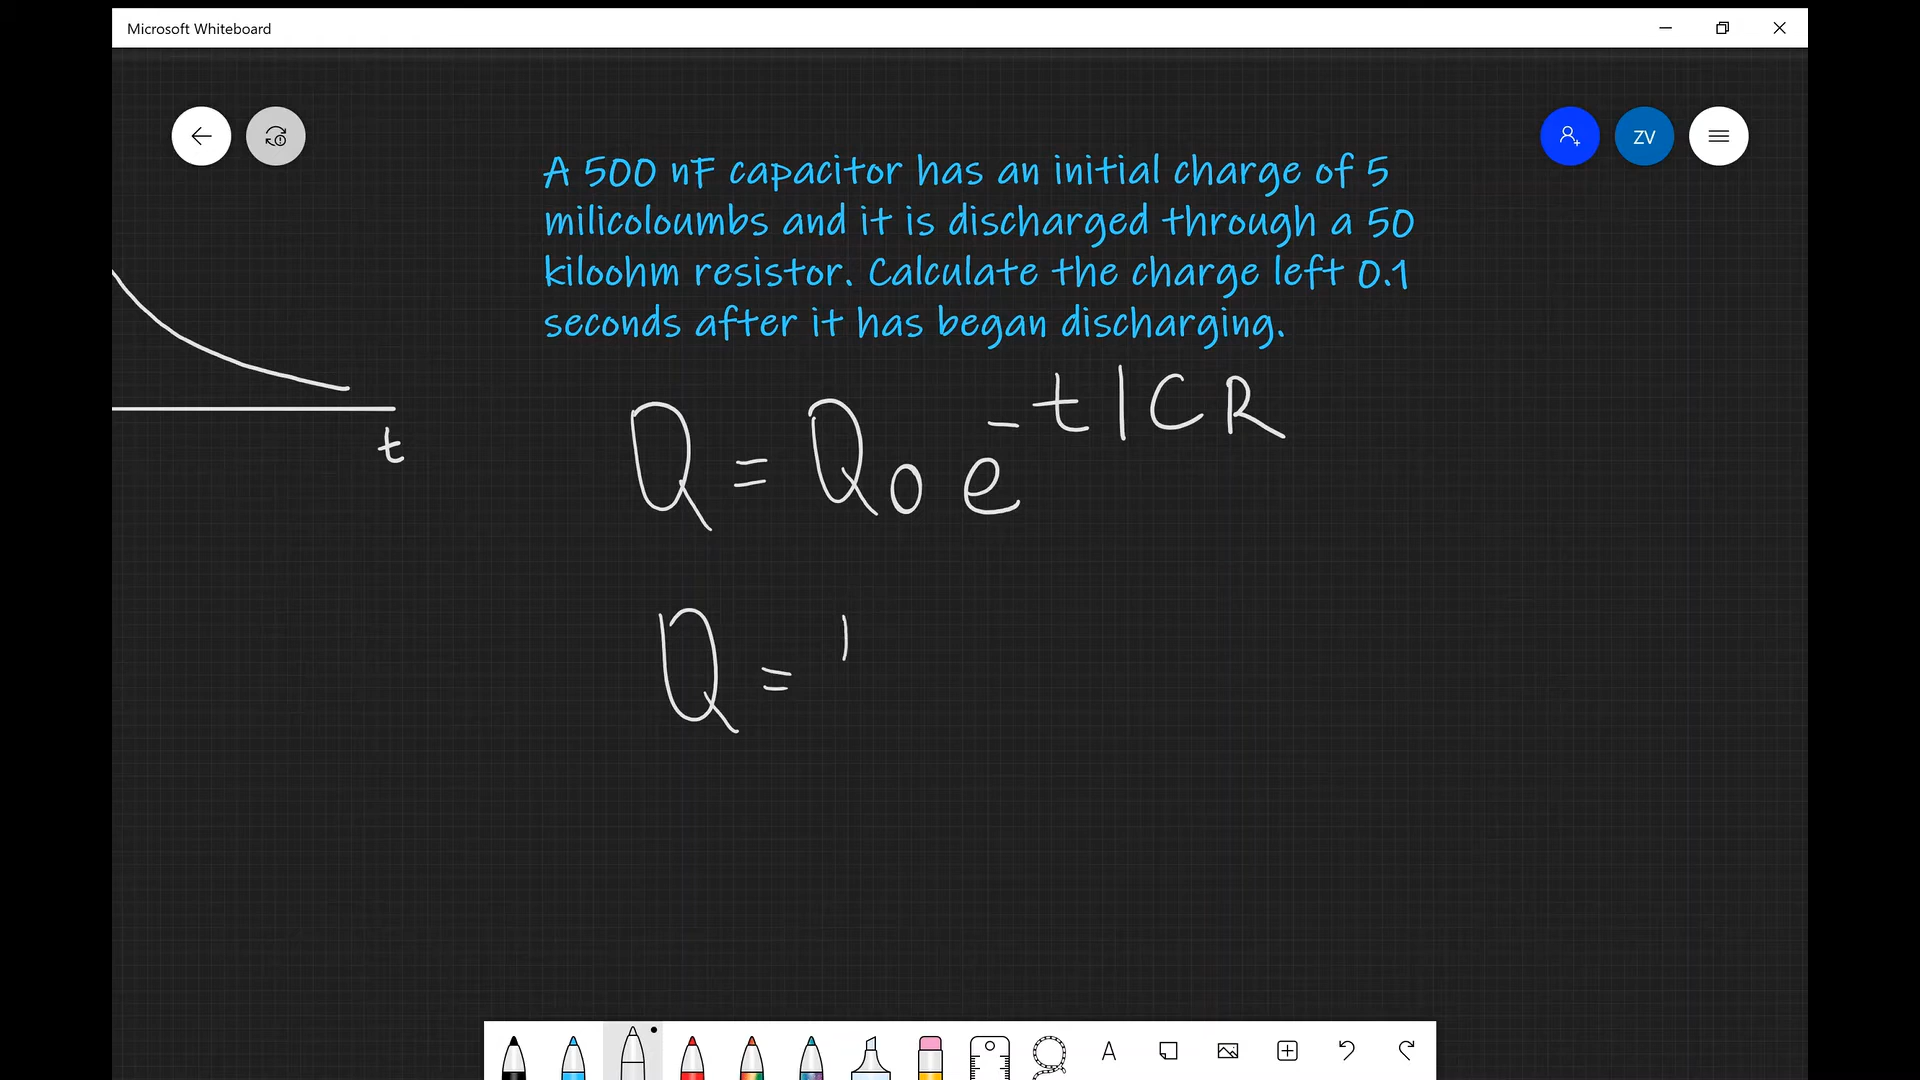 Microsoft Whiteboard
ZV
A 500 nF capacitor has an initial charge of 5
milicoloumbs and it is discharged through a 50
kiloohm resistor. Calculate the charge left 0.1
seconds after it has began discharging.
Q = Q₀ e^(-t/CR)
t
Q =
A